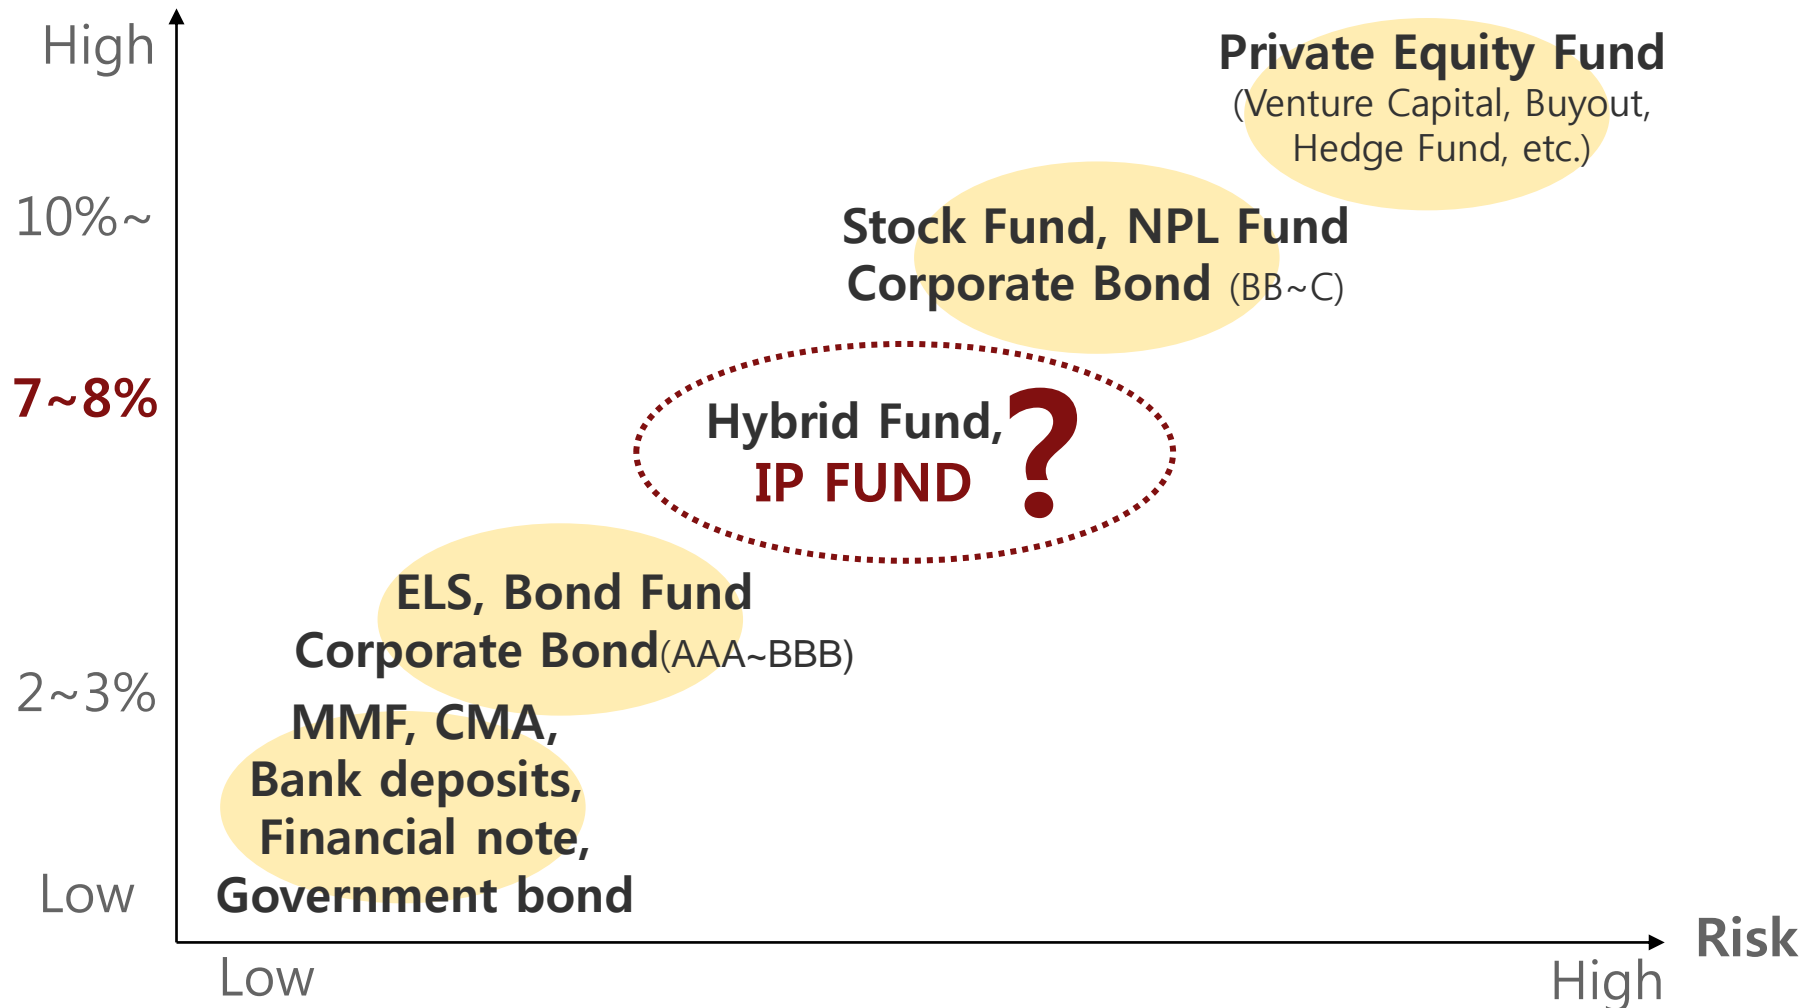 High
Private Equity Fund
(Venture Capital, Buyout,
Hedge Fund, etc.)
10%~
Stock Fund, NPL Fund
Corporate Bond (BB~C)
7~8%
Hybrid Fund,
IP FUND
?
ELS, Bond Fund
Corporate Bond(AAA~BBB)
2~3%
MMF, CMA,
Bank deposits,
Financial note,
Government bond
Low
Risk
Low
High